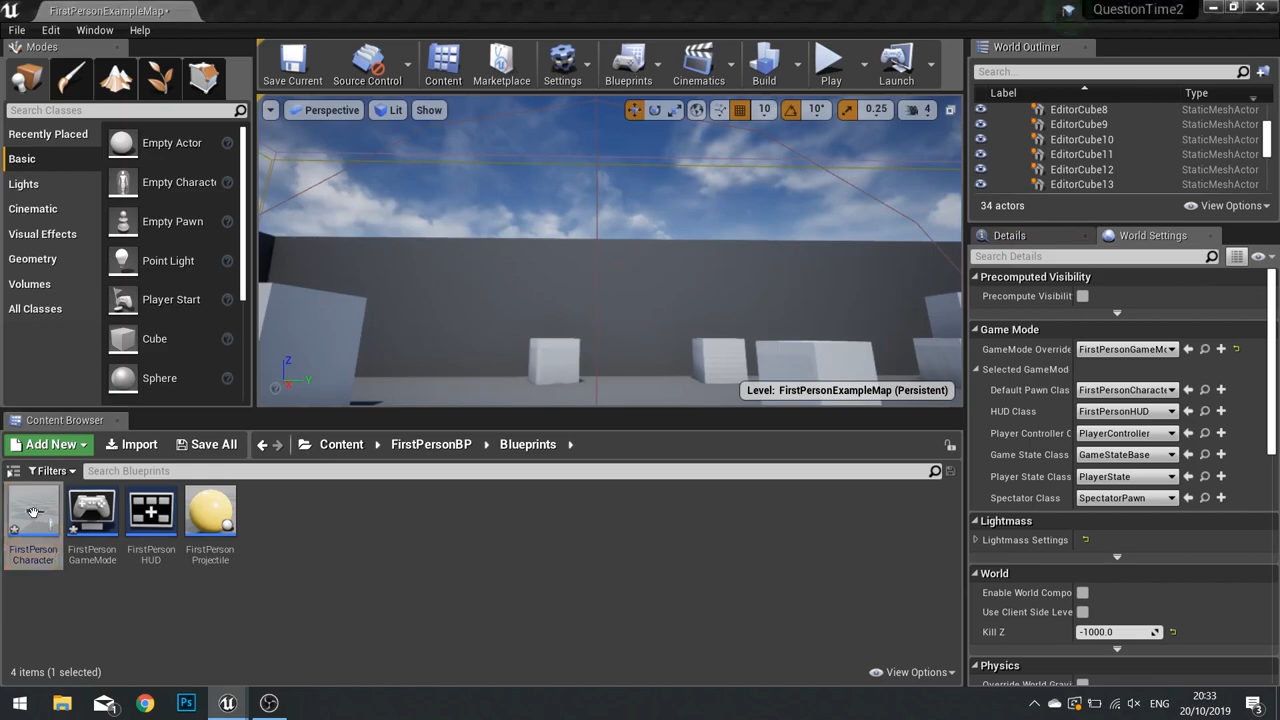 FirstPersonExampleMap•
QuestionTime2
File Edit Window Help
Modes
Search Classes
Recently Placed
Basic
Lights
Cinematic
Visual Effects
Geometry
Volumes
All Classes
Empty Actor
Empty Charact
Empty Pawn
Point Light
Player Start
Cube
Sphere
Save Current
Source Control
Content
Marketplace
Settings
Blueprints
Cinematics
Build
Play
Launch
Perspective Lit Show
10 10° 0.25 4
Z
Y
X
Level: FirstPersonExampleMap (Persistent)
World Outliner
Search...
Label Type
EditorCube8 StaticMeshActor
EditorCube9 StaticMeshActor
EditorCube10 StaticMeshActor
EditorCube11 StaticMeshActor
EditorCube12 StaticMeshActor
EditorCube13 StaticMeshActor
34 actors View Options
Details World Settings
Search Details
Precomputed Visibility
Precompute Visibilit
Game Mode
GameMode Override FirstPersonGameMo
Selected GameMod
Default Pawn Clas FirstPersonCharacte
HUD Class FirstPersonHUD
Player Controller C PlayerController
Game State Class GameStateBase
Player State Class PlayerState
Spectator Class SpectatorPawn
Lightmass
Lightmass Settings
World
Enable World Compo
Use Client Side Leve
Kill Z -1000.0
Physics
Content Browser
Add New Import Save All Content FirstPersonBP Blueprints
Filters Search Blueprints
FirstPerson
Character
FirstPerson
GameMode
FirstPerson
HUD
FirstPerson
Projectile
4 items (1 selected) View Options
Ps
ENG
20:33
20/10/2019
3